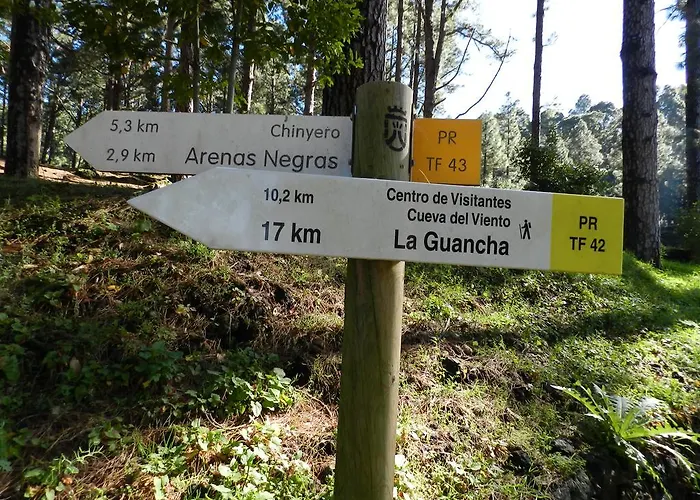 5,3 km Chinyero
2,9 km Arenas Negras
PR
TF 43
10,2 km Centro de Visitantes
Cueva del Viento
17 km La Guancha
PR
TF 42